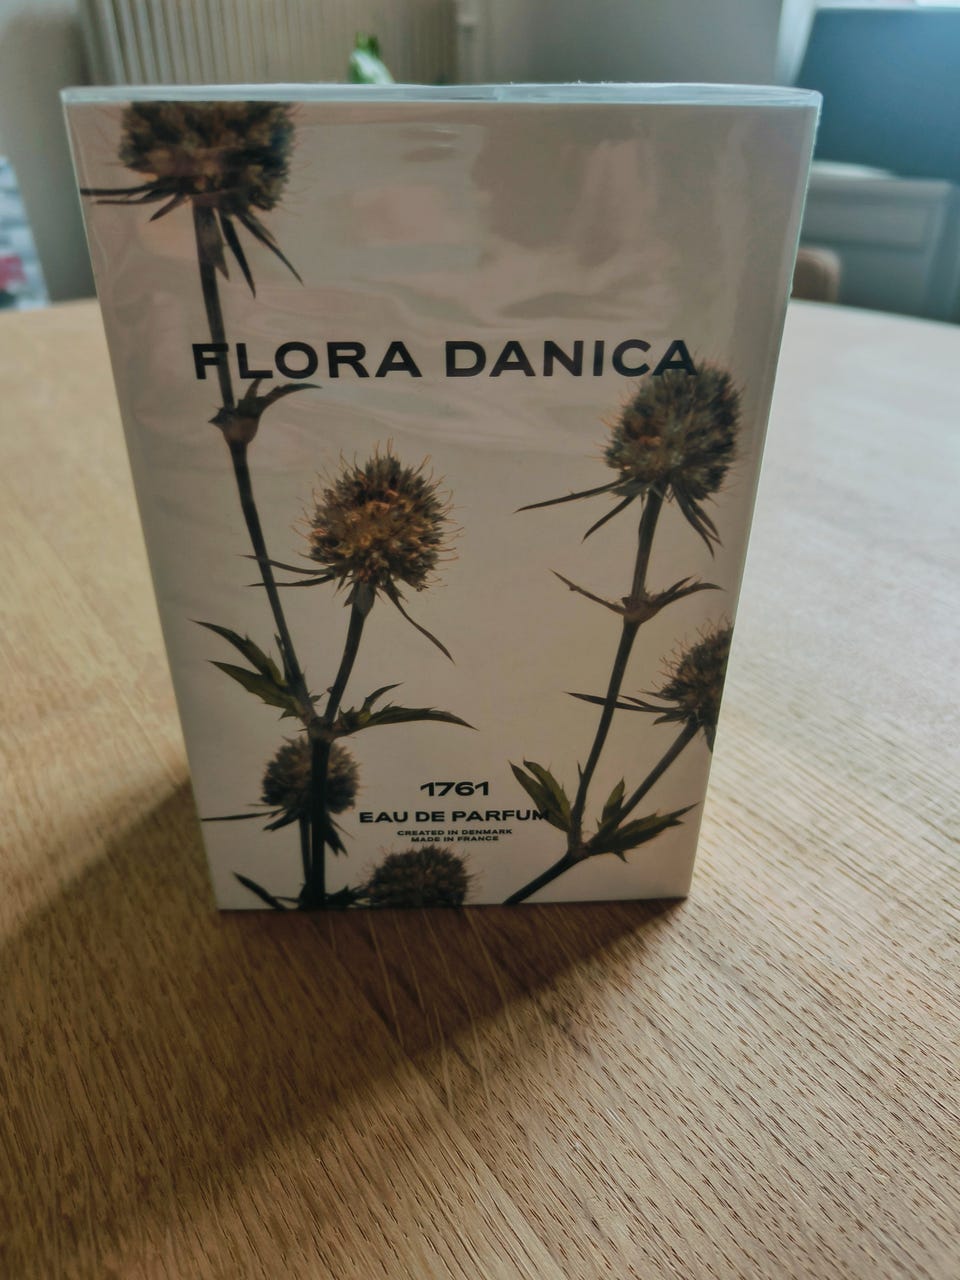 FLORA DANICA
1761
EAU DE PARFUM
CREATED IN DENMARK
MADE IN FRANCE